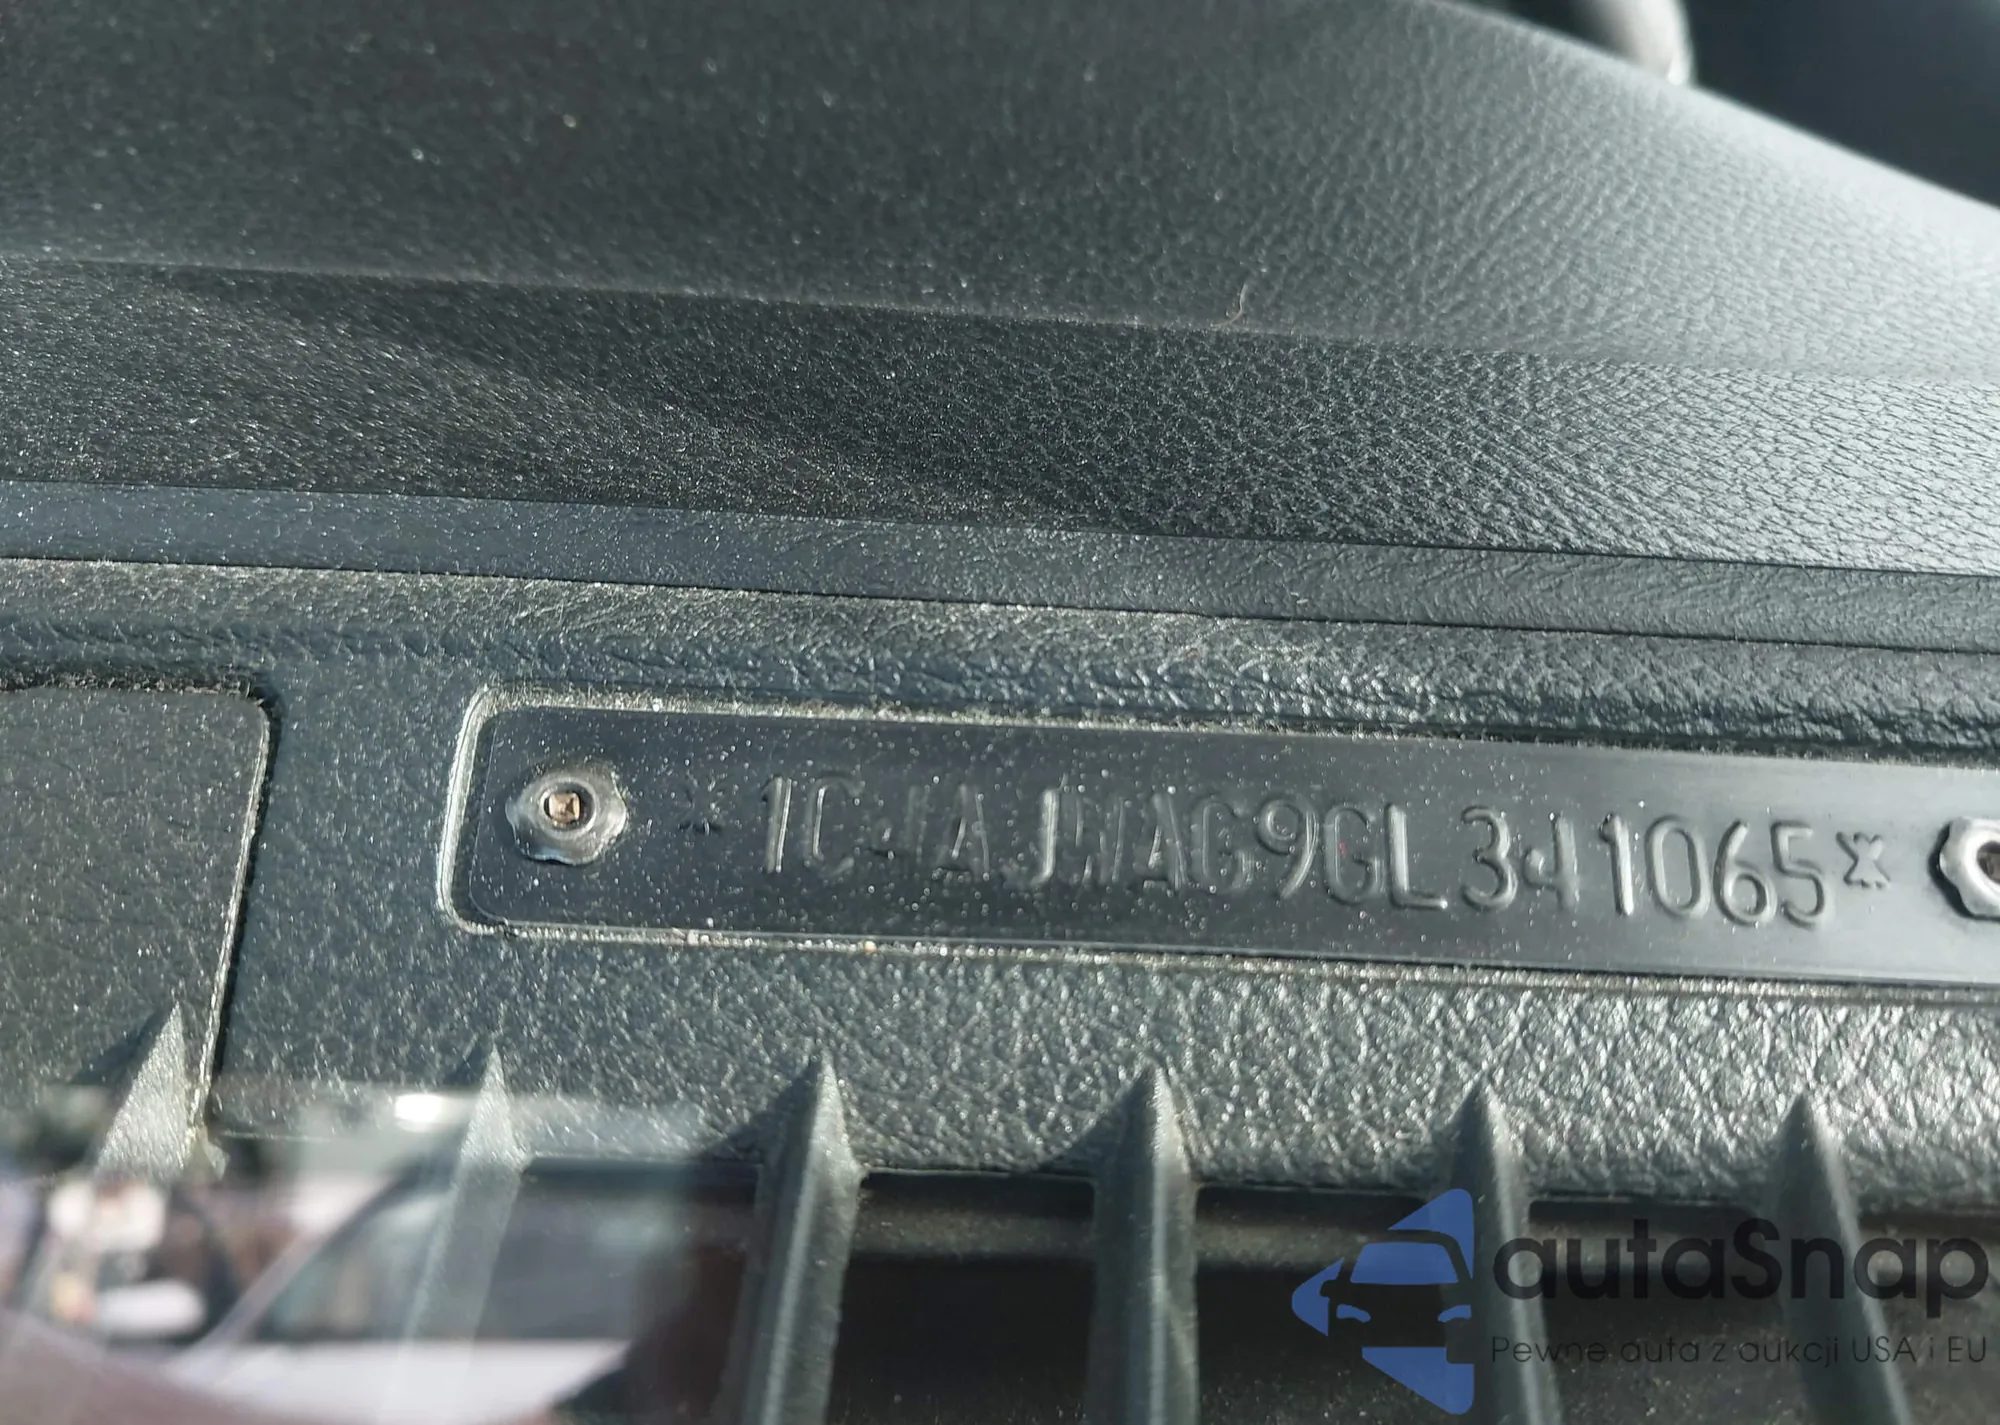 *1C4AJWAG9GL341065*
autaSnap
Pewne auta z aukcji USA i EU